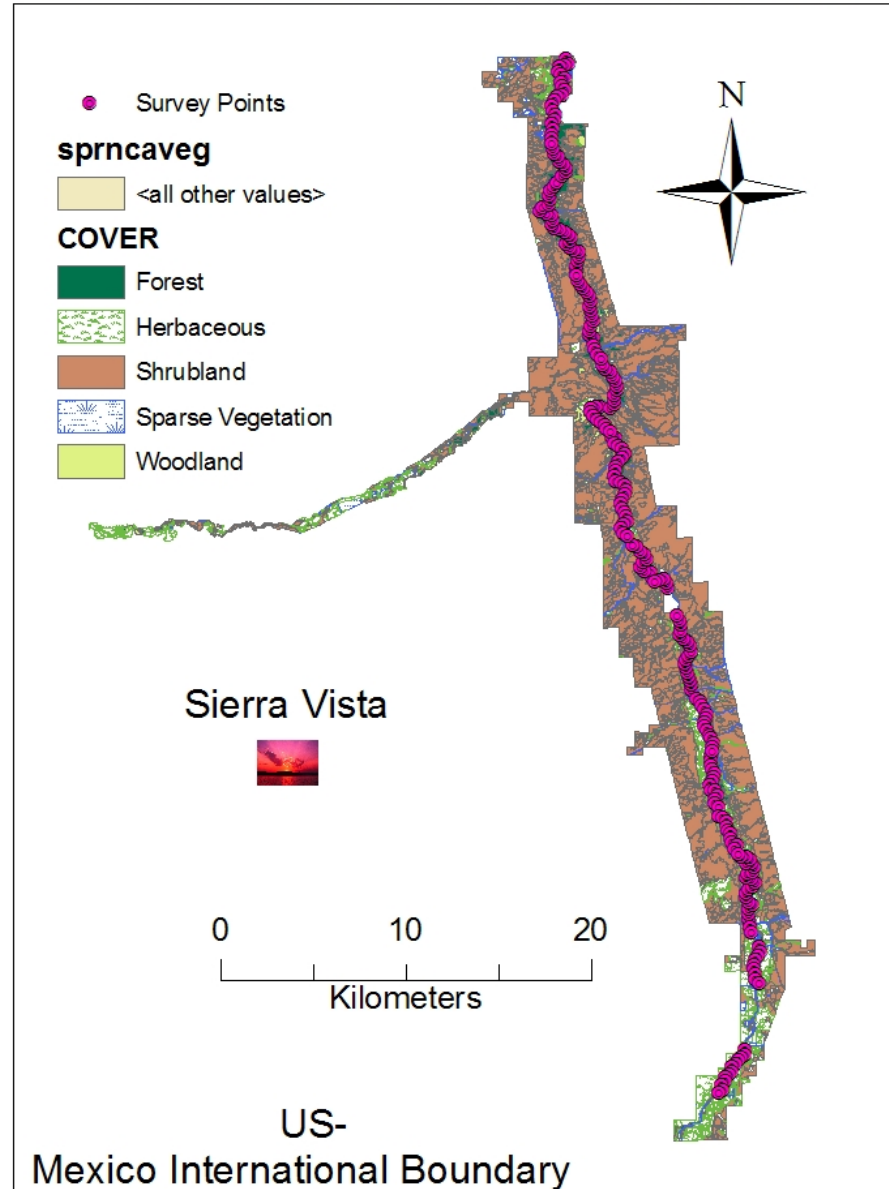 N
Survey Points
sprncaveg
<all other values>
COVER
Forest
Herbaceous
Shrubland
Sparse Vegetation
Woodland
Sierra Vista
0 10 20
Kilometers
US-
Mexico International Boundary